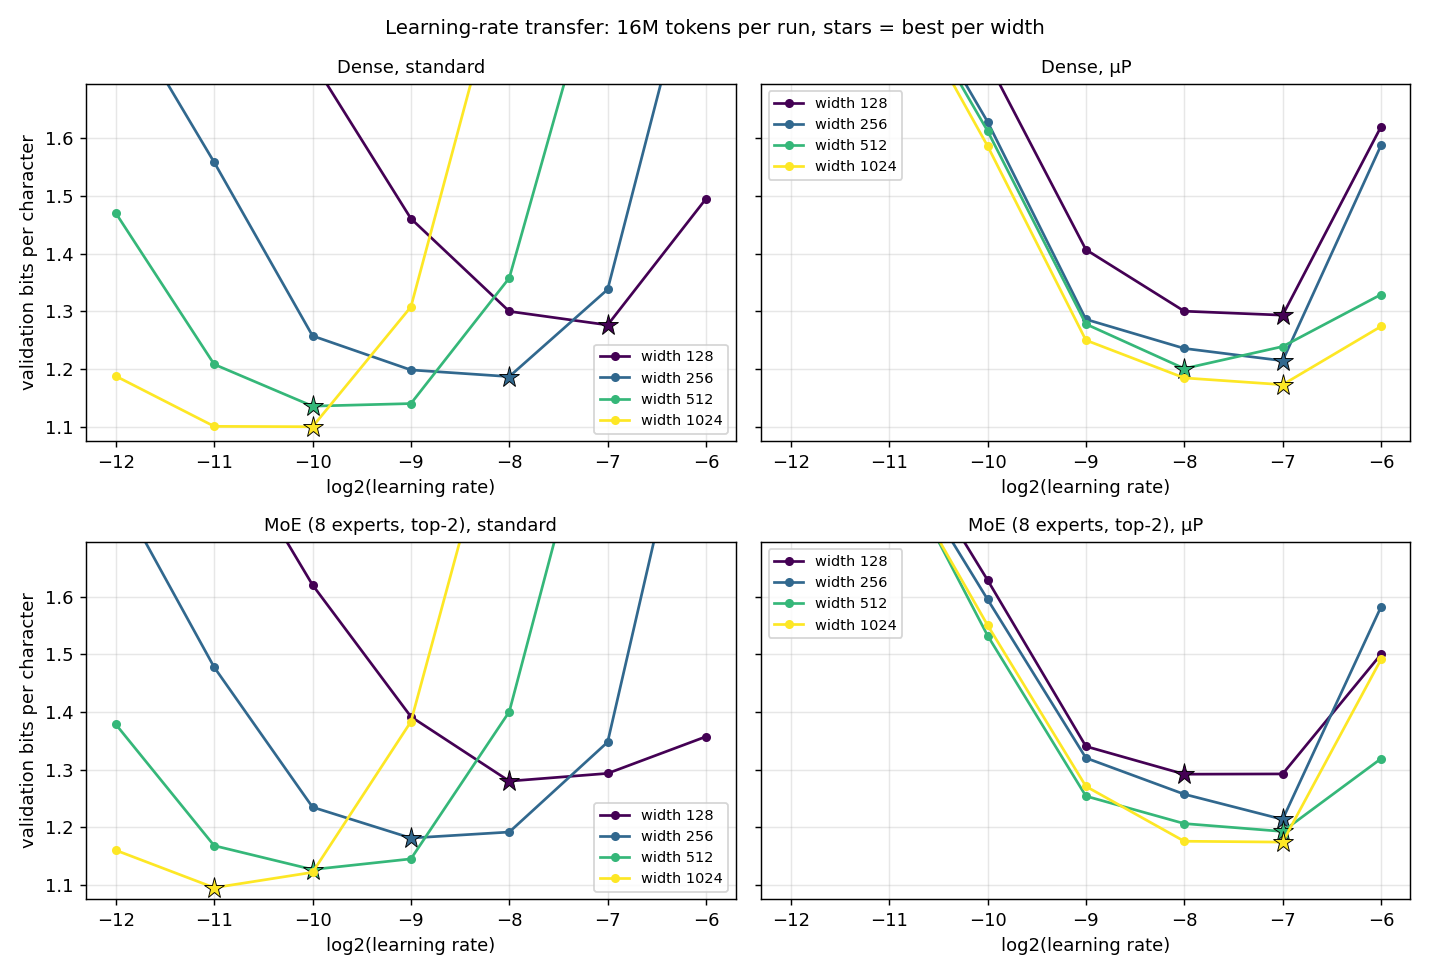 Learning-rate transfer: 16M tokens per run, stars = best per width
Dense, standard
validation bits per character
1.6
1.5
1.4
1.3
1.2
1.1
width 128
width 256
width 512
width 1024
−12 −11 −10 −9 −8 −7 −6
log2(learning rate)
Dense, μP
width 128
width 256
width 512
width 1024
−12 −11 −10 −9 −8 −7 −6
log2(learning rate)
MoE (8 experts, top-2), standard
validation bits per character
1.6
1.5
1.4
1.3
1.2
1.1
width 128
width 256
width 512
width 1024
−12 −11 −10 −9 −8 −7 −6
log2(learning rate)
MoE (8 experts, top-2), μP
width 128
width 256
width 512
width 1024
−12 −11 −10 −9 −8 −7 −6
log2(learning rate)